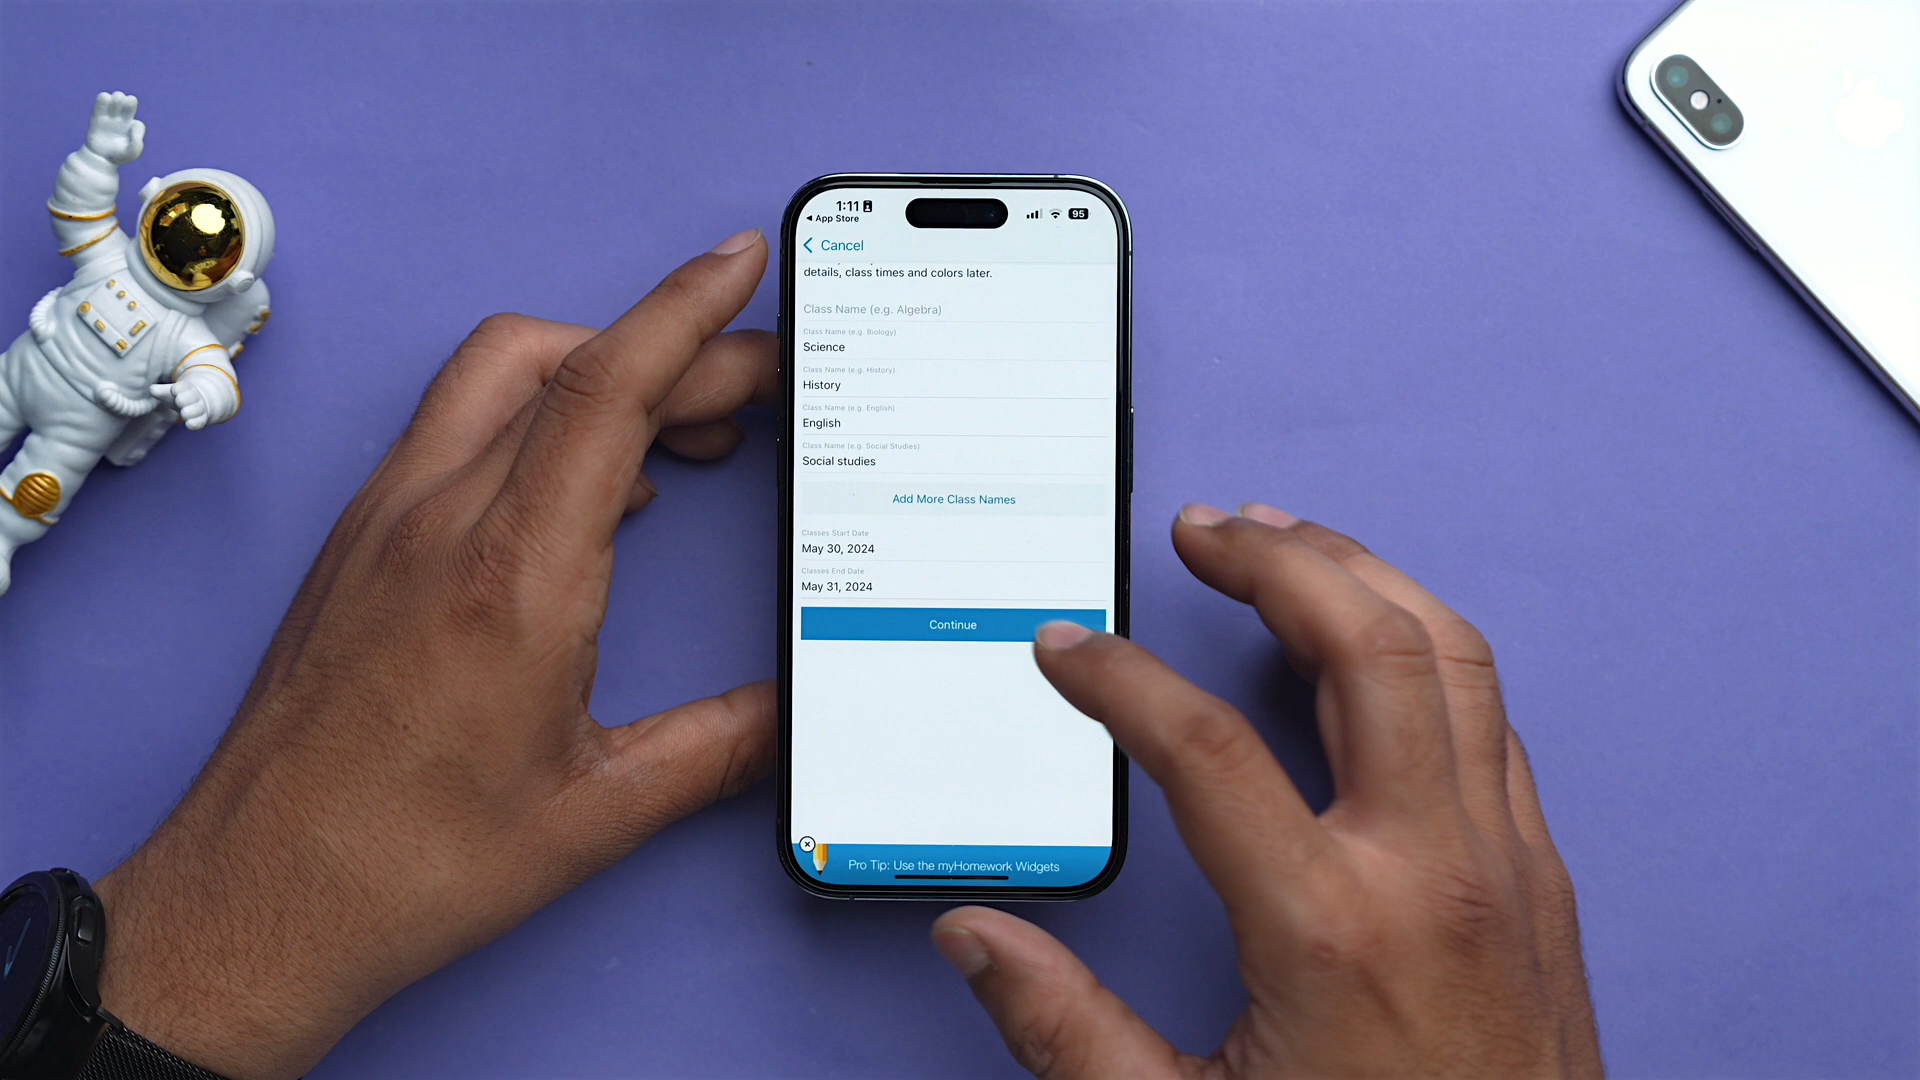 1:11
◀ App Store
95
Cancel
details, class times and colors later.
Class Name (e.g. Algebra)
Class Name (e.g. Biology)
Science
Class Name (e.g. History)
History
Class Name (e.g. English)
English
Class Name (e.g. Social Studies)
Social studies
Add More Class Names
Classes Start Date
May 30, 2024
Classes End Date
May 31, 2024
Continue
Pro Tip: Use the myHomework Widgets